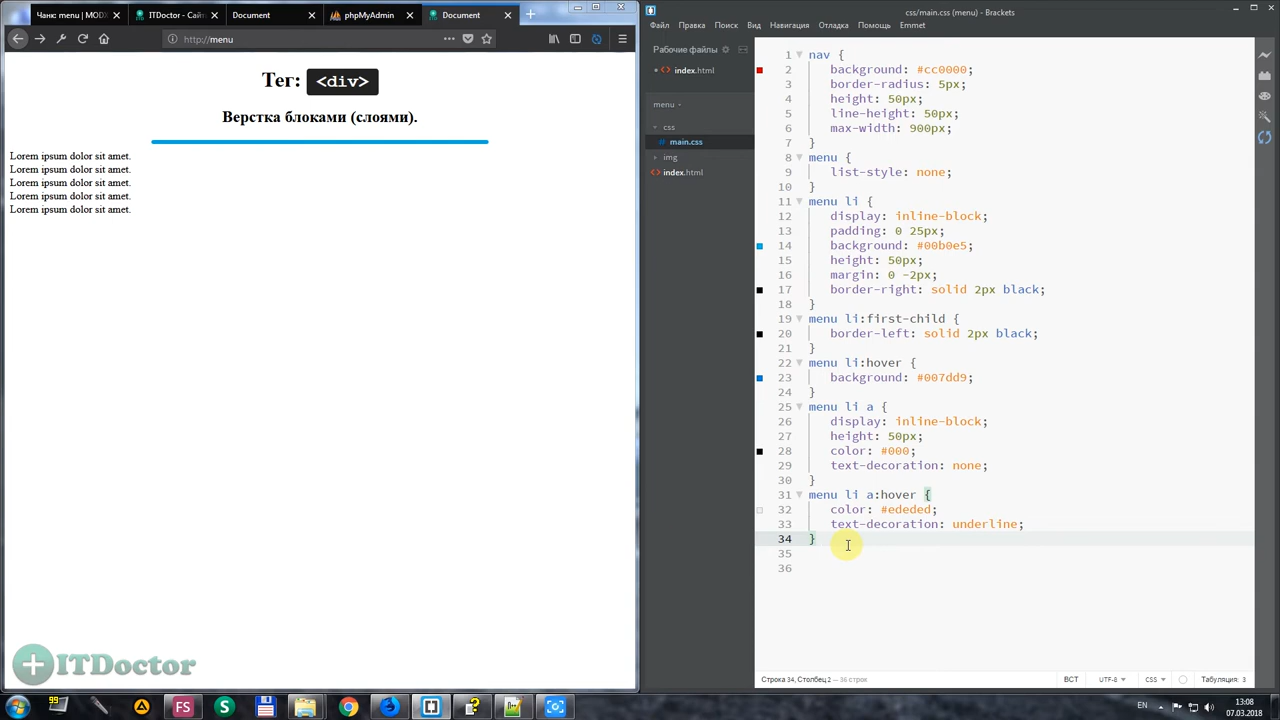 Чанк: menu | MODX
ITDoctor - Сайт
Document
phpMyAdmin
Document
http://menu
Тег: <div>
Верстка блоками (слоями).
Lorem ipsum dolor sit amet.
Lorem ipsum dolor sit amet.
Lorem ipsum dolor sit amet.
Lorem ipsum dolor sit amet.
Lorem ipsum dolor sit amet.
ITDoctor
css/main.css (menu) - Brackets
Файл Правка Поиск Вид Навигация Отладка Помощь Emmet
Рабочие файлы
index.html
menu
css
main.css
img
index.html
1 nav {
2 background: #cc0000;
3 border-radius: 5px;
4 height: 50px;
5 line-height: 50px;
6 max-width: 900px;
7 }
8 menu {
9 list-style: none;
10 }
11 menu li {
12 display: inline-block;
13 padding: 0 25px;
14 background: #00b0e5;
15 height: 50px;
16 margin: 0 -2px;
17 border-right: solid 2px black;
18 }
19 menu li:first-child {
20 border-left: solid 2px black;
21 }
22 menu li:hover {
23 background: #007dd9;
24 }
25 menu li a {
26 display: inline-block;
27 height: 50px;
28 color: #000;
29 text-decoration: none;
30 }
31 menu li a:hover {
32 color: #ededed;
33 text-decoration: underline;
34 }
35
36
Строка 34, Столбец 2 — 36 строк
ВСТ UTF-8 CSS Табуляция: 3
FS
S
EN
13:08
07.03.2018